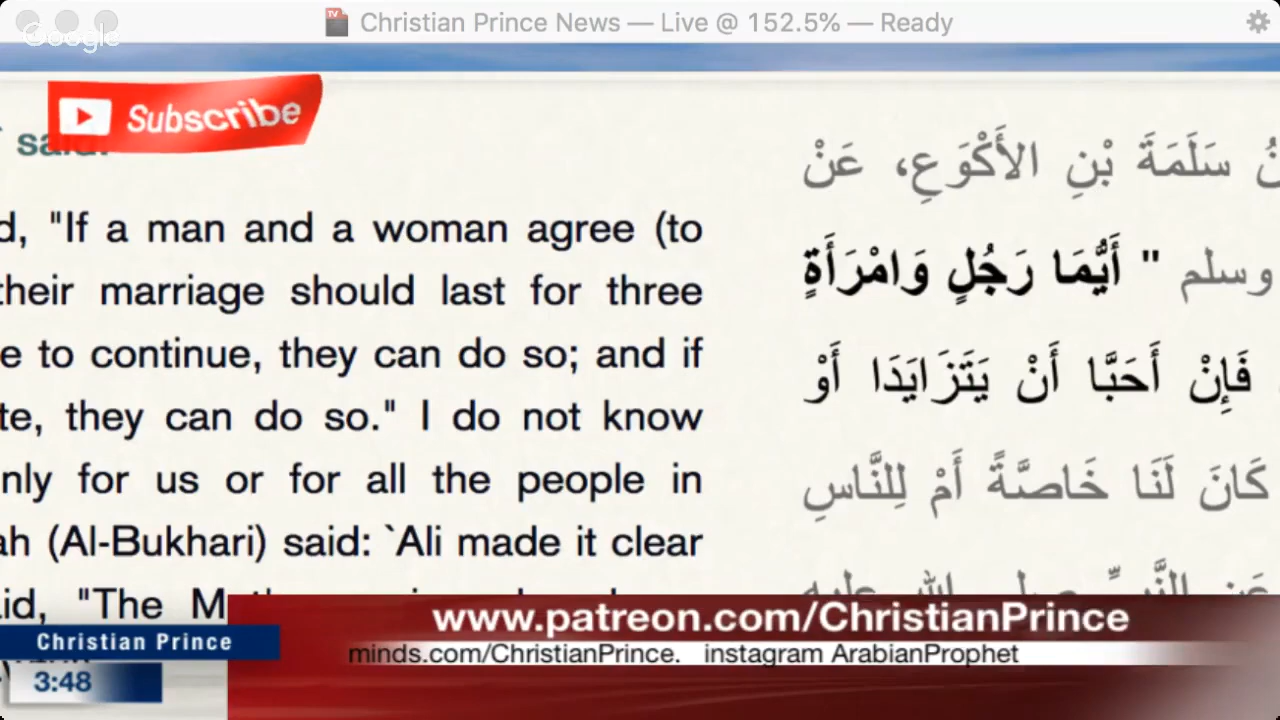 Google
Christian Prince News — Live @ 152.5% — Ready
Subscribe
said:
d, "If a man and a woman agree (to
their marriage should last for three
e to continue, they can do so; and if
te, they can do so." I do not know
nly for us or for all the people in
ah (Al-Bukhari) said: `Ali made it clear
id, "The
سَلَمَةَ بْنِ الأَكْوَعِ، عَنْ
وسلم " أَيُّمَا رَجُلٍ وَامْرَأَةٍ
فَإِنْ أَحَبَّا أَنْ يَتَزَايَدَا أَوْ
كَانَ لَنَا خَاصَّةً أَمْ لِلنَّاسِ
عَنِ النَّبِيِّ صلى الله عليه
www.patreon.com/ChristianPrince
Christian Prince
minds.com/ChristianPrince. instagram ArabianProphet
3:48